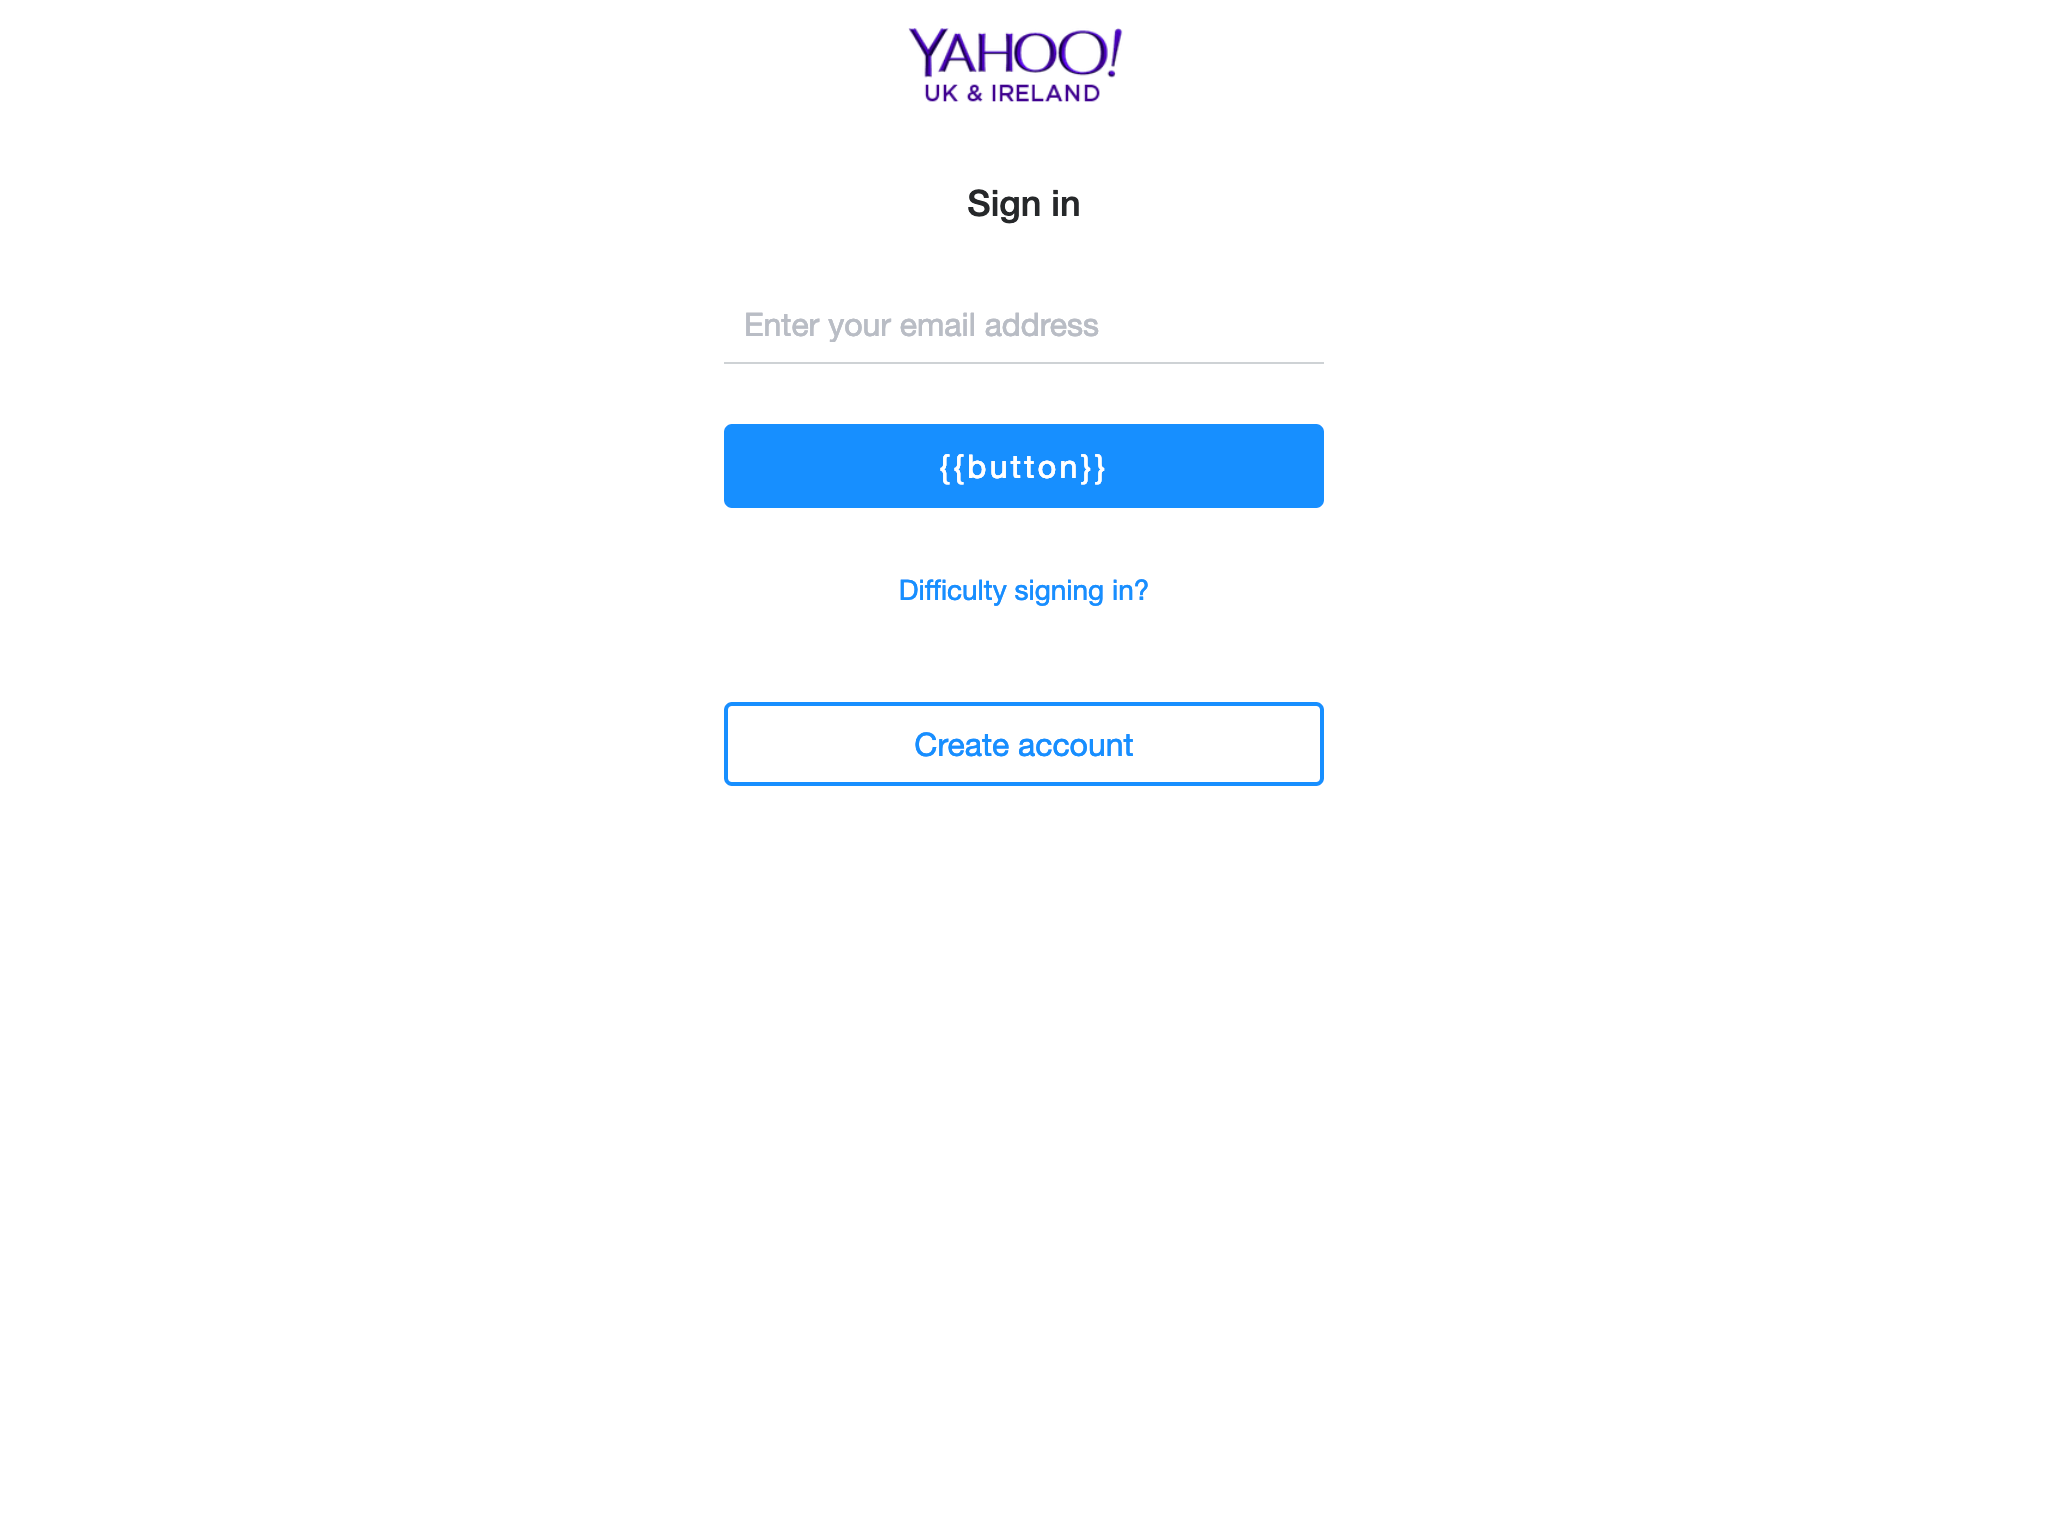 YAHOO!
UK & IRELAND
Sign in
Enter your email address
{{button}}
Difficulty signing in?
Create account